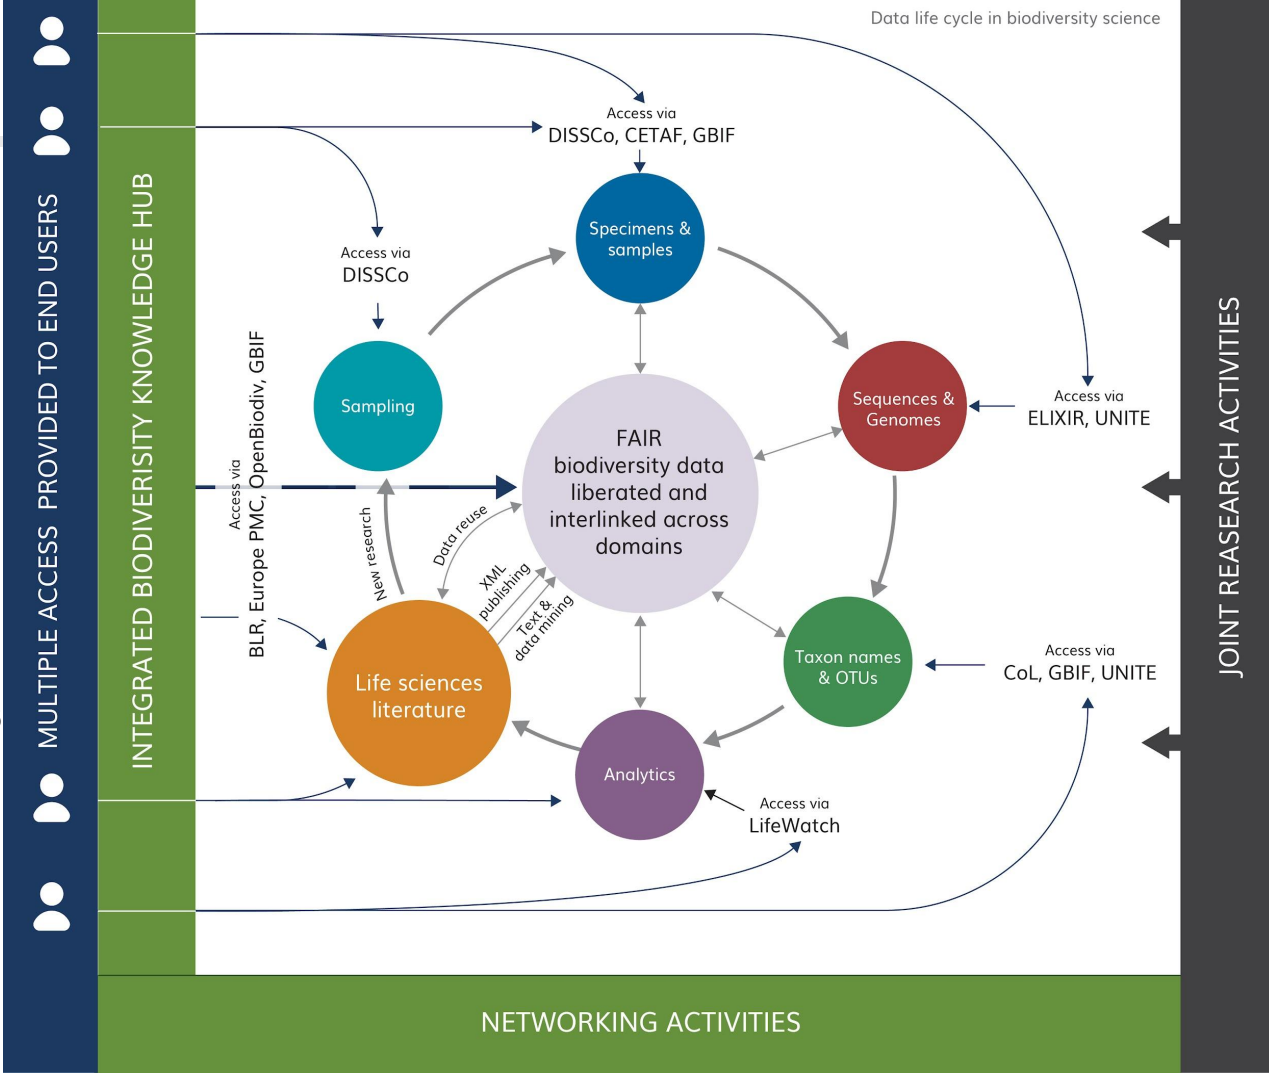 Data life cycle in biodiversity science
MULTIPLE ACCESS PROVIDED TO END USERS
INTEGRATED BIODIVERISITY KNOWLEDGE HUB
Access via
DISSCo, CETAF, GBIF
Specimens &
samples
Access via
DISSCo
Sampling
Sequences &
Genomes
Access via
ELIXIR, UNITE
FAIR
biodiversity data
liberated and
interlinked across
domains
Access via
BLR, Europe PMC, OpenBiodiv, GBIF
New research
Data reuse
XML
publishing
Text &
data mining
Life sciences
literature
Taxon names
& OTUs
Access via
CoL, GBIF, UNITE
Analytics
Access via
LifeWatch
JOINT REASEARCH ACTIVITIES
NETWORKING ACTIVITIES